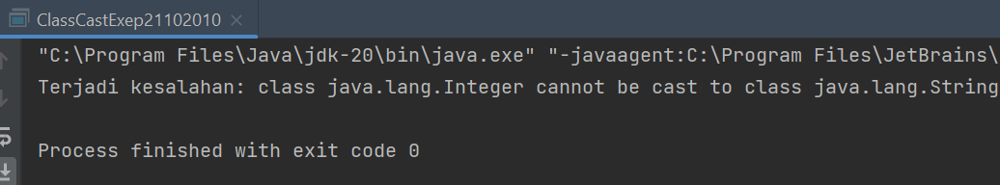 ClassCastExep21102010
"C:\Program Files\Java\jdk-20\bin\java.exe" "-javaagent:C:\Program Files\JetBrains\
Terjadi kesalahan: class java.lang.Integer cannot be cast to class java.lang.String
Process finished with exit code 0